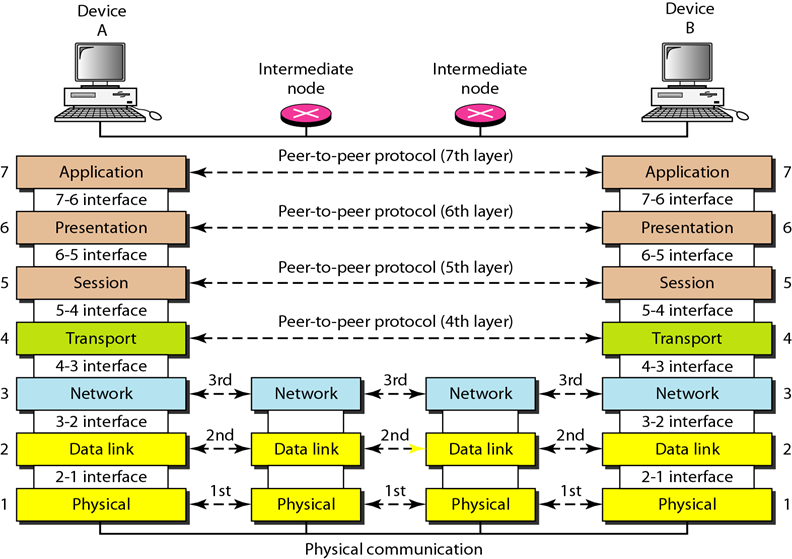 Device
A
Device
B
Intermediate
node
Intermediate
node
Peer-to-peer protocol (7th layer)
7 Application Application 7
7-6 interface 7-6 interface
Peer-to-peer protocol (6th layer)
6 Presentation Presentation 6
6-5 interface 6-5 interface
Peer-to-peer protocol (5th layer)
5 Session Session 5
5-4 interface 5-4 interface
Peer-to-peer protocol (4th layer)
4 Transport Transport 4
4-3 interface 4-3 interface
3 Network 3rd Network 3rd Network 3rd Network 3
3-2 interface 3-2 interface
2 Data link 2nd Data link 2nd Data link 2nd Data link 2
2-1 interface 2-1 interface
1 Physical 1st Physical 1st Physical 1st Physical 1
Physical communication